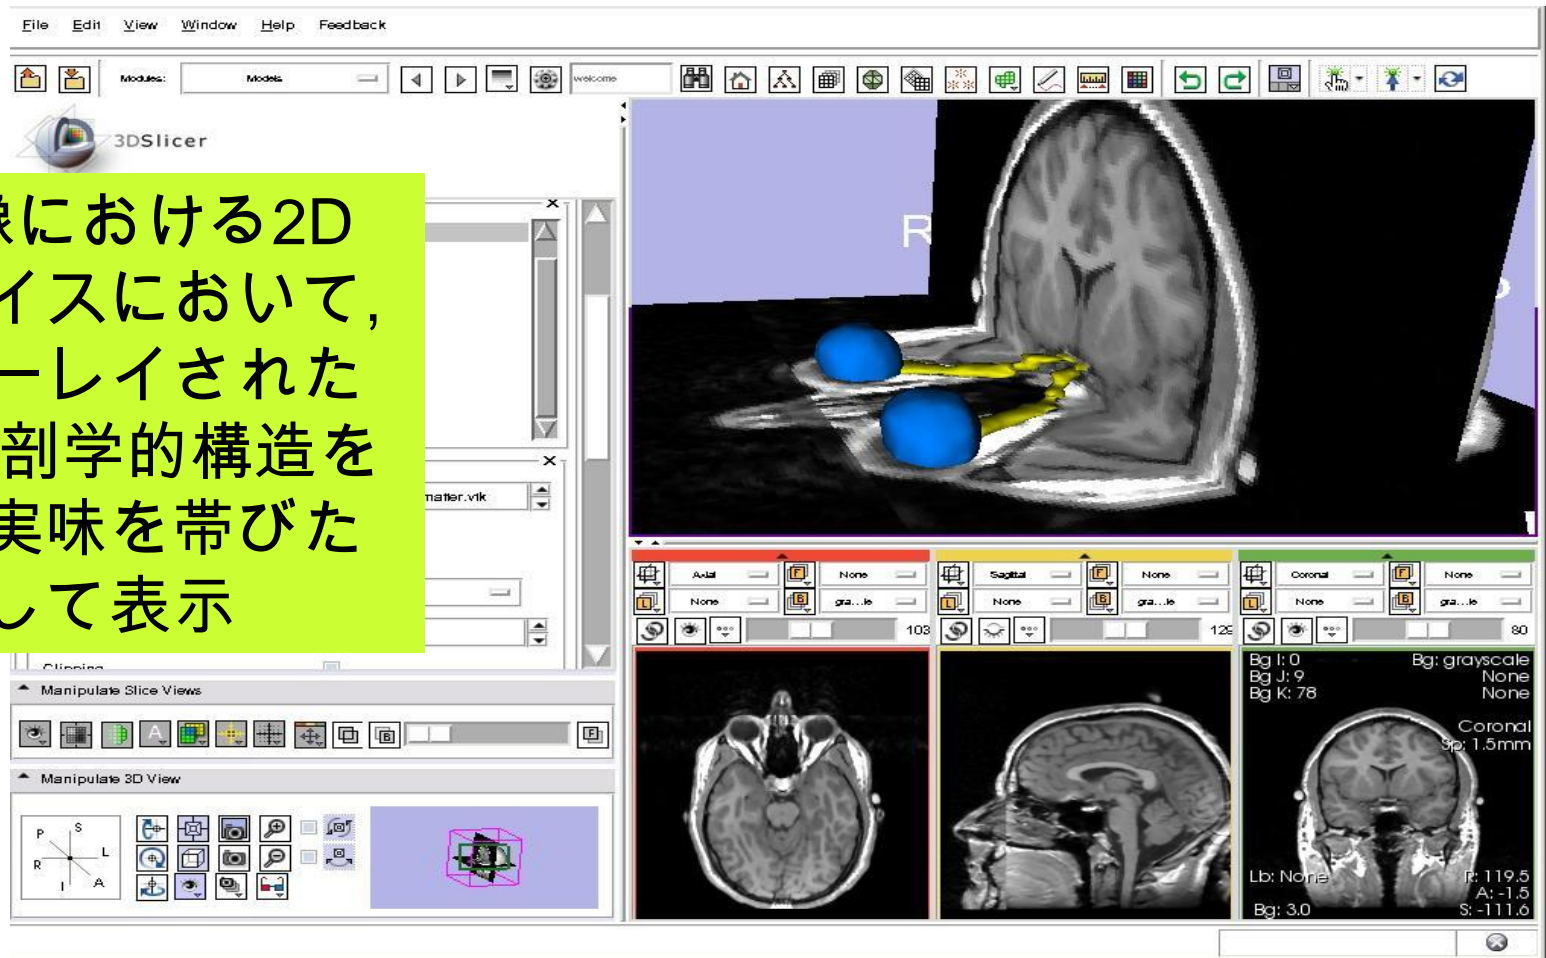 File Edit View Window Help Feedback
Modules: Models welcome
3DSlicer
像における2D
イスにおいて,
ーレイされた
剖学的構造を
実味を帯びた
して表示
matter.vtk
Clipping
Manipulate Slice Views
Manipulate 3D View
P S
R L
I A
R
Axial F None
L None B gra...le
103
Sagittal F None
L None B gra...le
129
Coronal F None
L None B gra...le
80
Bg I: 0 Bg: grayscale
Bg J: 9 None
Bg K: 78 None
Coronal
Sp: 1.5mm
Lb: None R: 119.5
A: -1.5
Bg: 3.0 S: -111.6